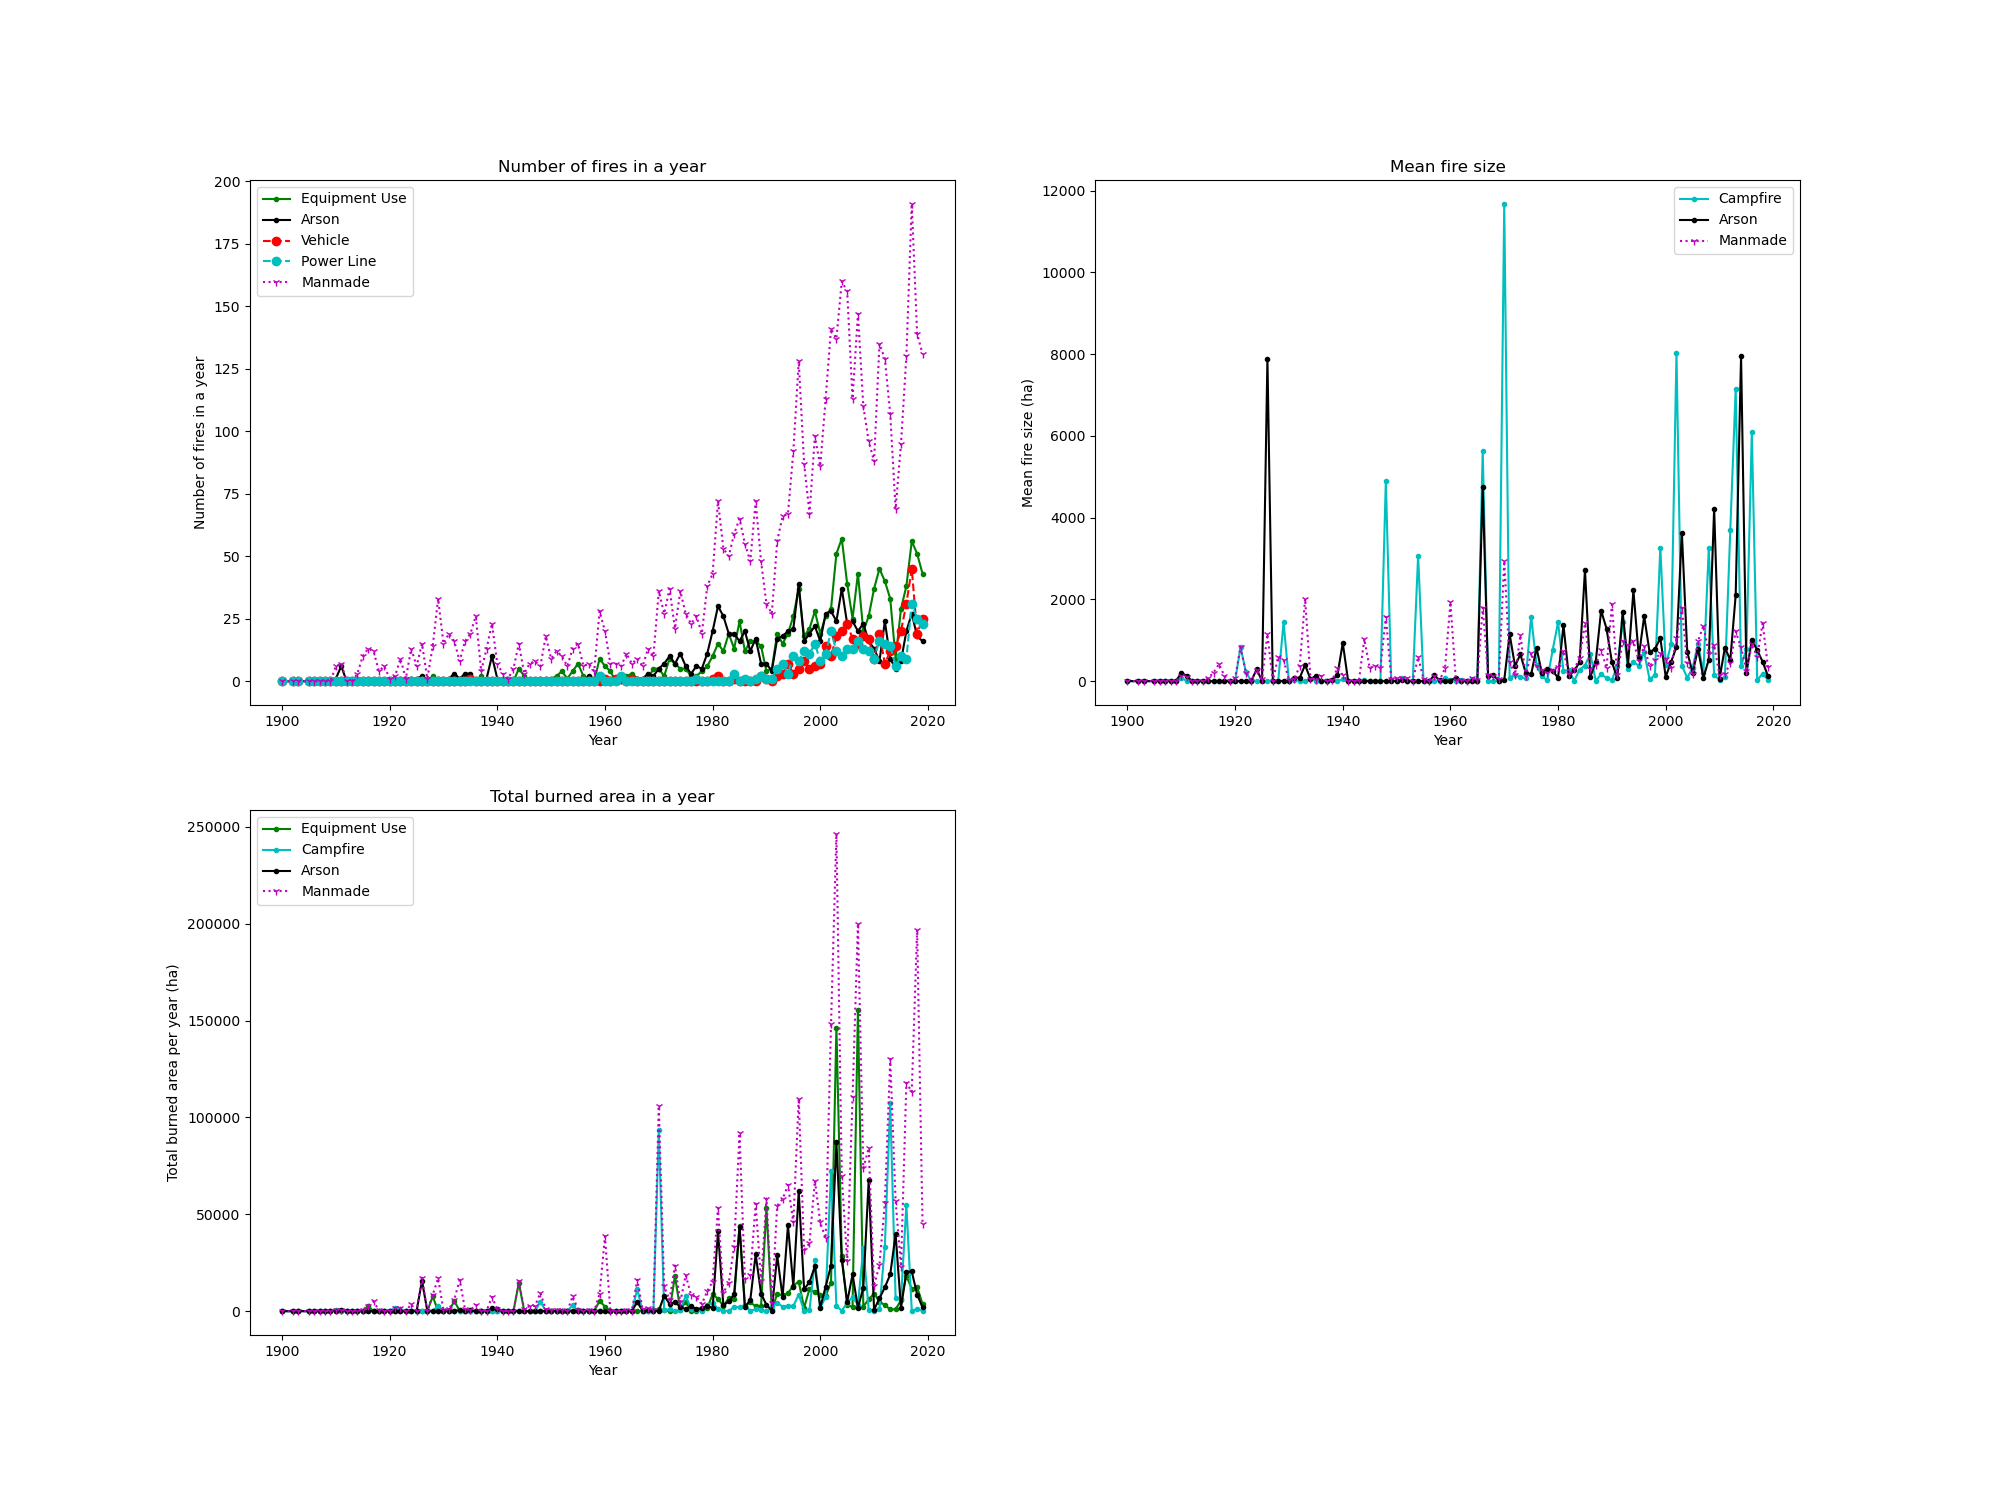 Number of fires in a year
Number of fires in a year
200
175
150
125
100
75
50
25
0
Equipment Use
Arson
Vehicle
Power Line
Manmade
1900 1920 1940 1960 1980 2000 2020
Year
Mean fire size
Mean fire size (ha)
12000
10000
8000
6000
4000
2000
0
Campfire
Arson
Manmade
1900 1920 1940 1960 1980 2000 2020
Year
Total burned area in a year
Total burned area per year (ha)
250000
200000
150000
100000
50000
0
Equipment Use
Campfire
Arson
Manmade
1900 1920 1940 1960 1980 2000 2020
Year